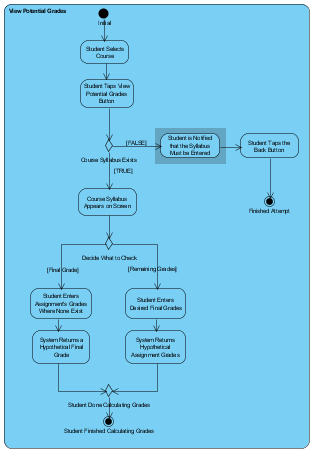 View Potential Grades
Initial
Student Selects
Course
Student Taps 'View
Potential Grades
Button
[FALSE]
Student is Notified
that the Syllabus
Must be Entered
Student Taps the
Back Button
Course Syllabus Exists
[TRUE]
Finished Attempt
Course Syllabus
Appears on Screen
Decide What to Check
[Final Grade]
[Remaining Grades]
Student Enters
Assignment's Grades
Where None Exist
Student Enters
Desired Final Grades
System Returns a
Hypothetical Final
Grade
System Returns
Hypothetical
Assignment Grades
Student Done Calculating Grades
Student Finished Calculating Grades